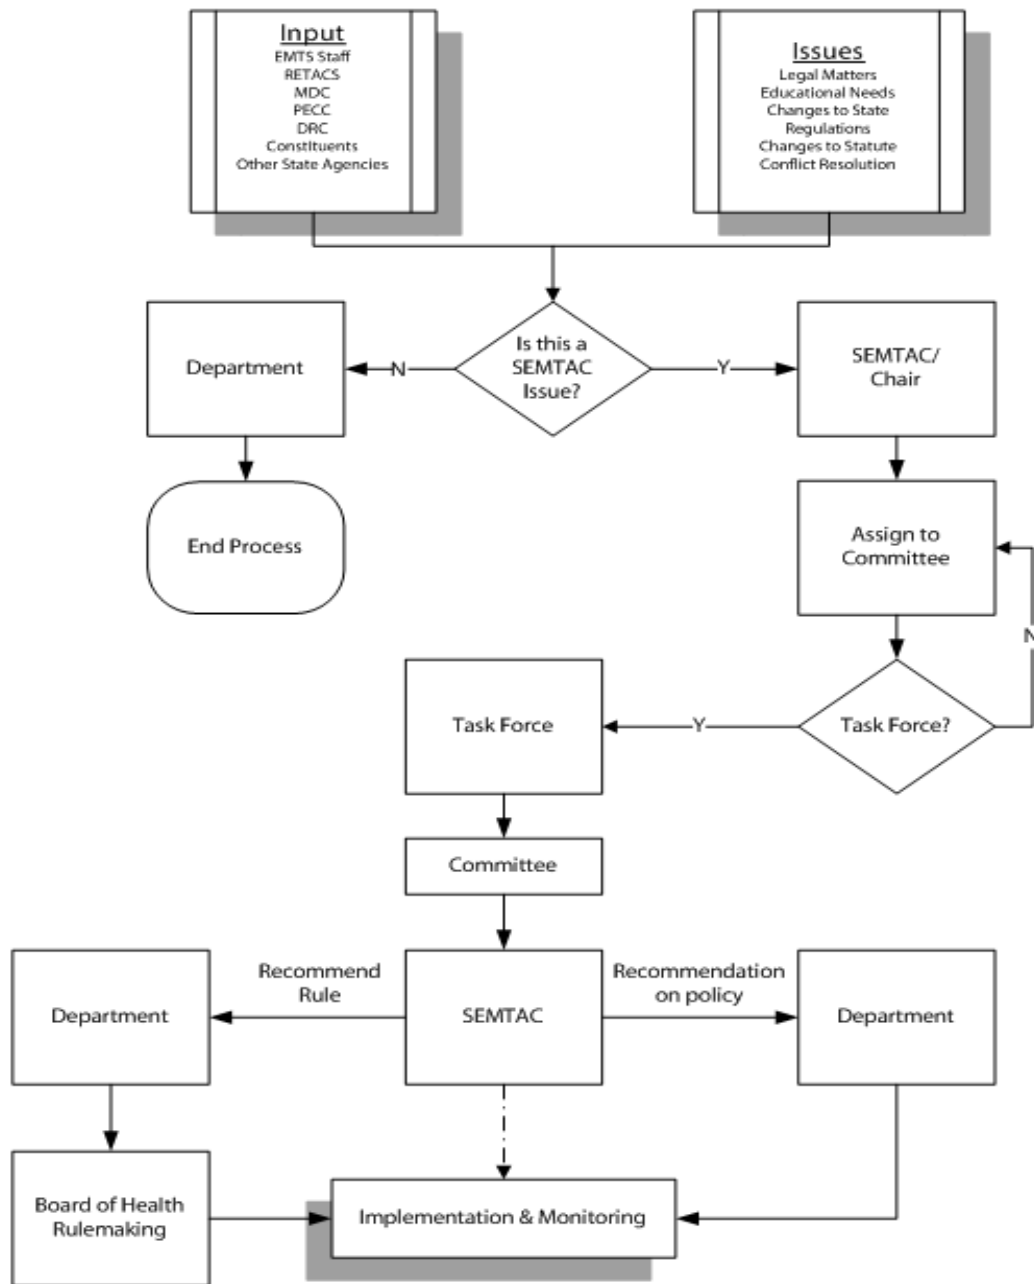 Input
EMTS Staff
RETACS
MDC
PECC
DRC
Constituents
Other State Agencies
Issues
Legal Matters
Educational Needs
Changes to State
Regulations
Changes to Statute
Conflict Resolution
Department
N
Is this a
SEMTAC
Issue?
Y
SEMTAC/
Chair
End Process
Assign to
Committee
N
Task Force
Y
Task Force?
Committee
Department
Recommend
Rule
SEMTAC
Recommendation
on policy
Department
Board of Health
Rulemaking
Implementation & Monitoring